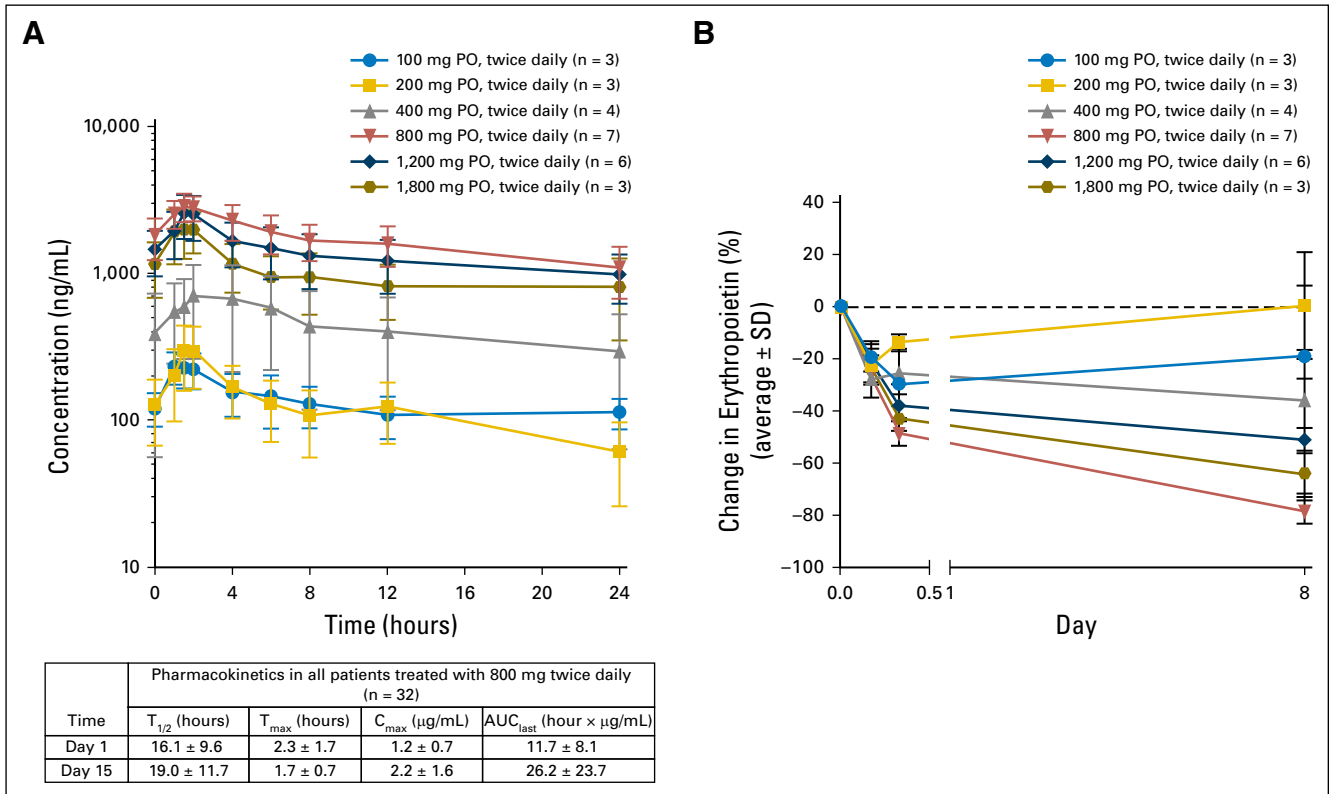 A
100 mg PO, twice daily (n = 3)
200 mg PO, twice daily (n = 3)
400 mg PO, twice daily (n = 4)
800 mg PO, twice daily (n = 7)
1,200 mg PO, twice daily (n = 6)
1,800 mg PO, twice daily (n = 3)
10,000
1,000
100
10
Concentration (ng/mL)
0 4 8 12 16 20 24
Time (hours)
Pharmacokinetics in all patients treated with 800 mg twice daily
(n = 32)
Time T1/2 (hours) Tmax (hours) Cmax (μg/mL) AUClast (hour × μg/mL)
Day 1 16.1 ± 9.6 2.3 ± 1.7 1.2 ± 0.7 11.7 ± 8.1
Day 15 19.0 ± 11.7 1.7 ± 0.7 2.2 ± 1.6 26.2 ± 23.7
B
100 mg PO, twice daily (n = 3)
200 mg PO, twice daily (n = 3)
400 mg PO, twice daily (n = 4)
800 mg PO, twice daily (n = 7)
1,200 mg PO, twice daily (n = 6)
1,800 mg PO, twice daily (n = 3)
40
20
0
−20
−40
−60
−80
−100
Change in Erythropoietin (%)
(average ± SD)
0.0 0.5 1 8
Day